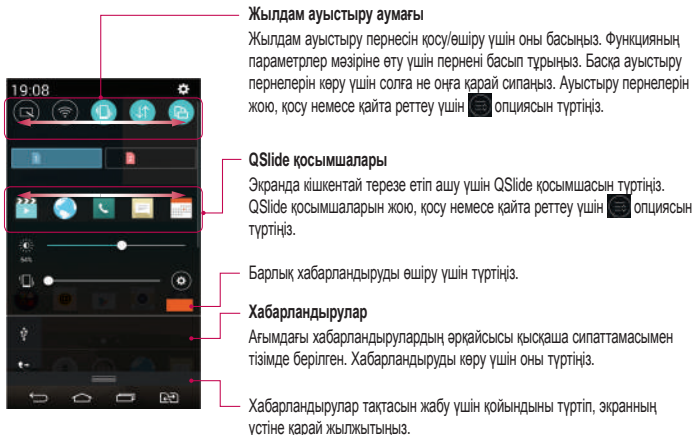 Жылдам ауыстыру аумағы
Жылдам ауыстыру пернесін қосу/өшіру үшін оны басыңыз. Функцияның
параметрлер мәзіріне өту үшін пернені басып тұрыңыз. Басқа ауыстыру
пернелерін көру үшін солға не оңға қарай сипаңыз. Ауыстыру пернелерін
жою, қосу немесе қайта реттеу үшін опциясын түртіңіз.
19:08
QSlide қосымшалары
Экранда кішкентай терезе етіп ашу үшін QSlide қосымшасын түртіңіз.
QSlide қосымшаларын жою, қосу немесе қайта реттеу үшін опциясын
түртіңіз.
Барлық хабарландыруды өшіру үшін түртіңіз.
Хабарландырулар
Ағымдағы хабарландырулардың әрқайсысы қысқаша сипаттамасымен
тізімде берілген. Хабарландыруды көру үшін оны түртіңіз.
Хабарландырулар тақтасын жабу үшін қойындыны түртіп, экранның
үстіне қарай жылжытыңыз.